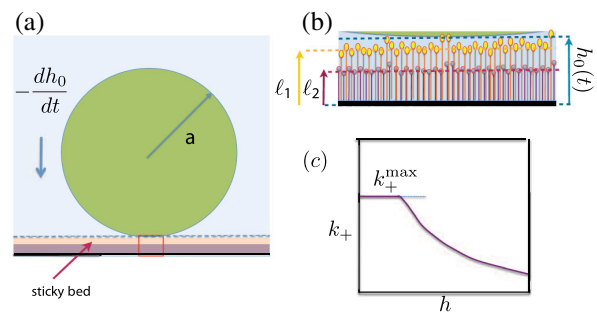 (a)
−dh₀/dt
a
sticky bed
(b)
ℓ₁
ℓ₂
h₀(t)
(c)
k₊ᵐᵃˣ
k₊
h